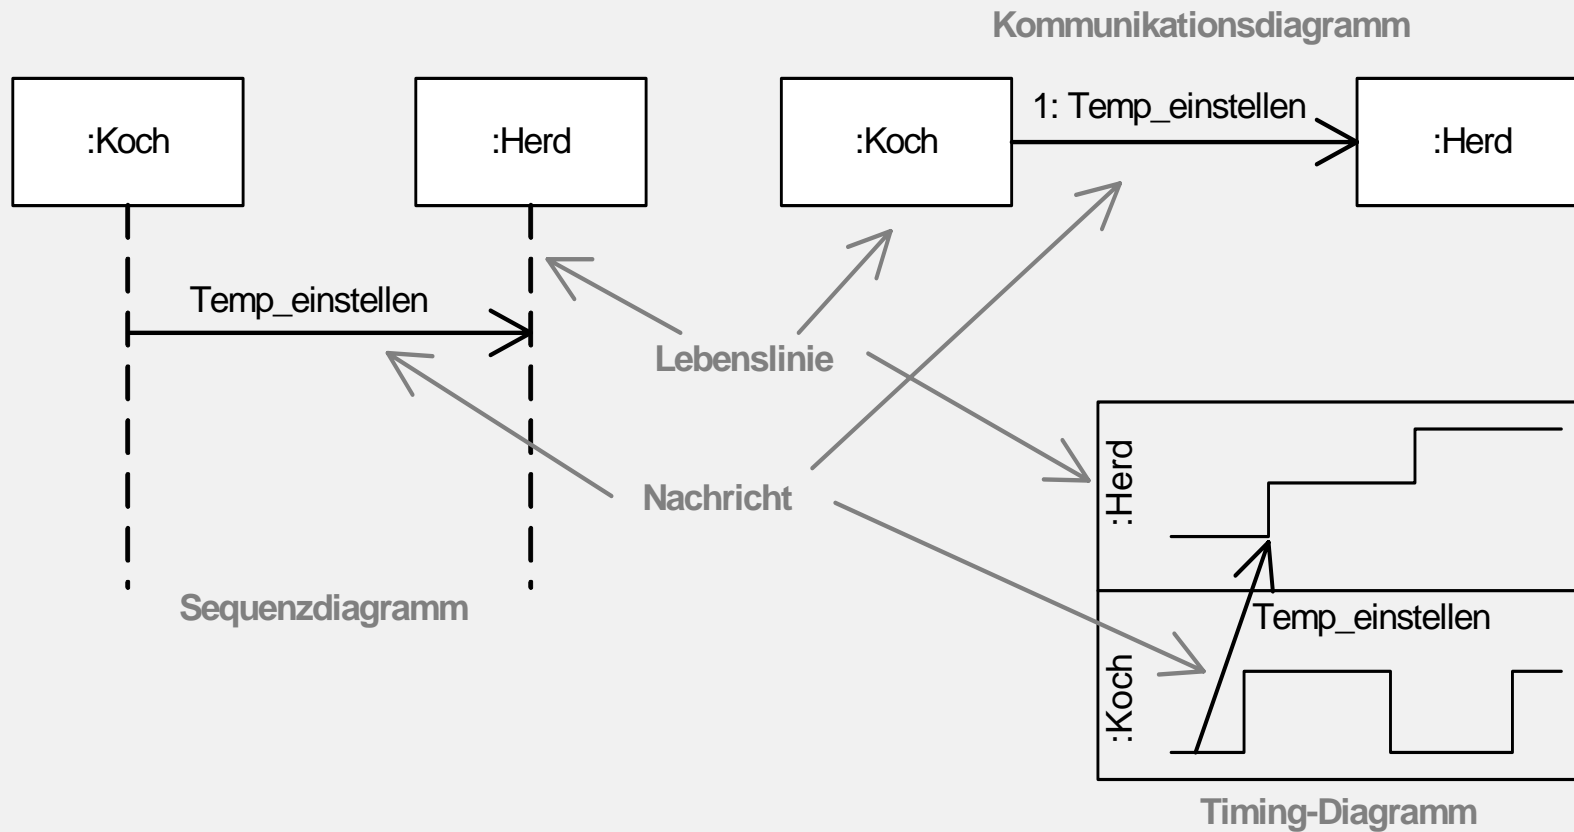 Kommunikationsdiagramm
:Koch
:Herd
:Koch
1: Temp_einstellen
:Herd
Temp_einstellen
Lebenslinie
Nachricht
:Herd
Sequenzdiagramm
Temp_einstellen
:Koch
Timing-Diagramm